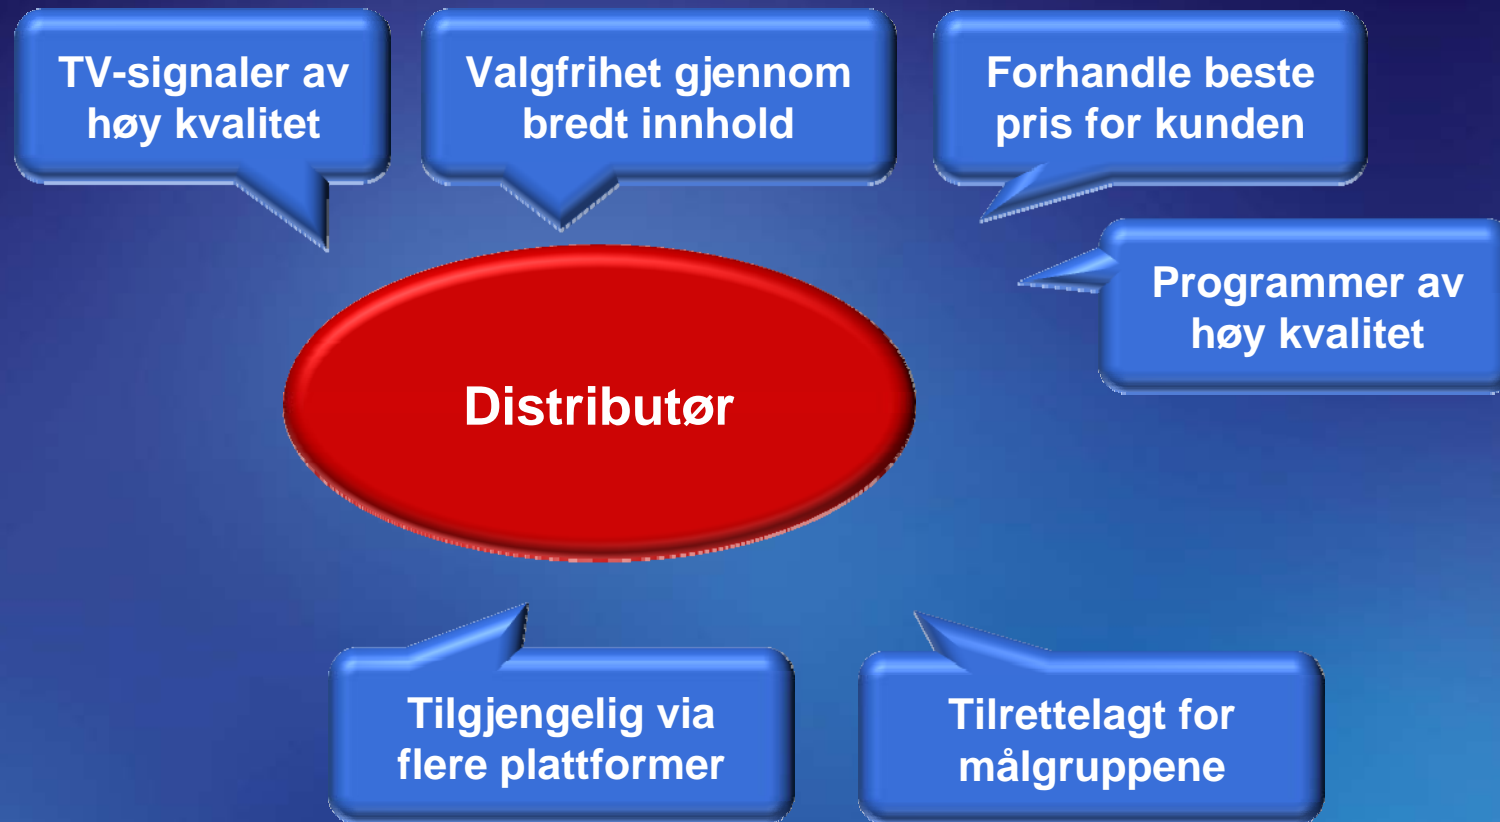 TV-signaler av
høy kvalitet
Valgfrihet gjennom
bredt innhold
Forhandle beste
pris for kunden
Programmer av
høy kvalitet
Distributør
Tilgjengelig via
flere plattformer
Tilrettelagt for
målgruppene